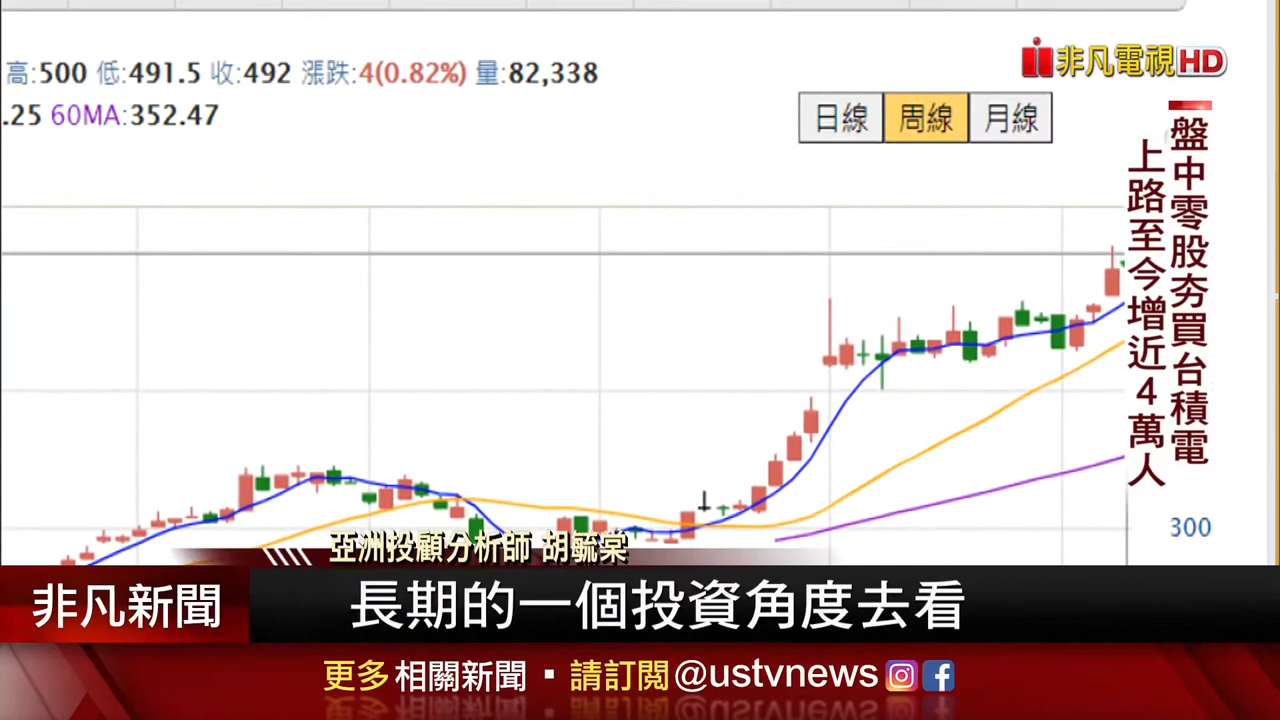 高:500 低:491.5 收:492 漲跌:4(0.82%) 量:82,338
.25 60MA:352.47
日線 周線 月線
非凡電視HD
盤中零股夯買台積電
上路至今增近4萬人
300
亞洲投顧分析師 胡毓棠
非凡新聞
長期的一個投資角度去看
更多相關新聞▪請訂閱@ustvnews